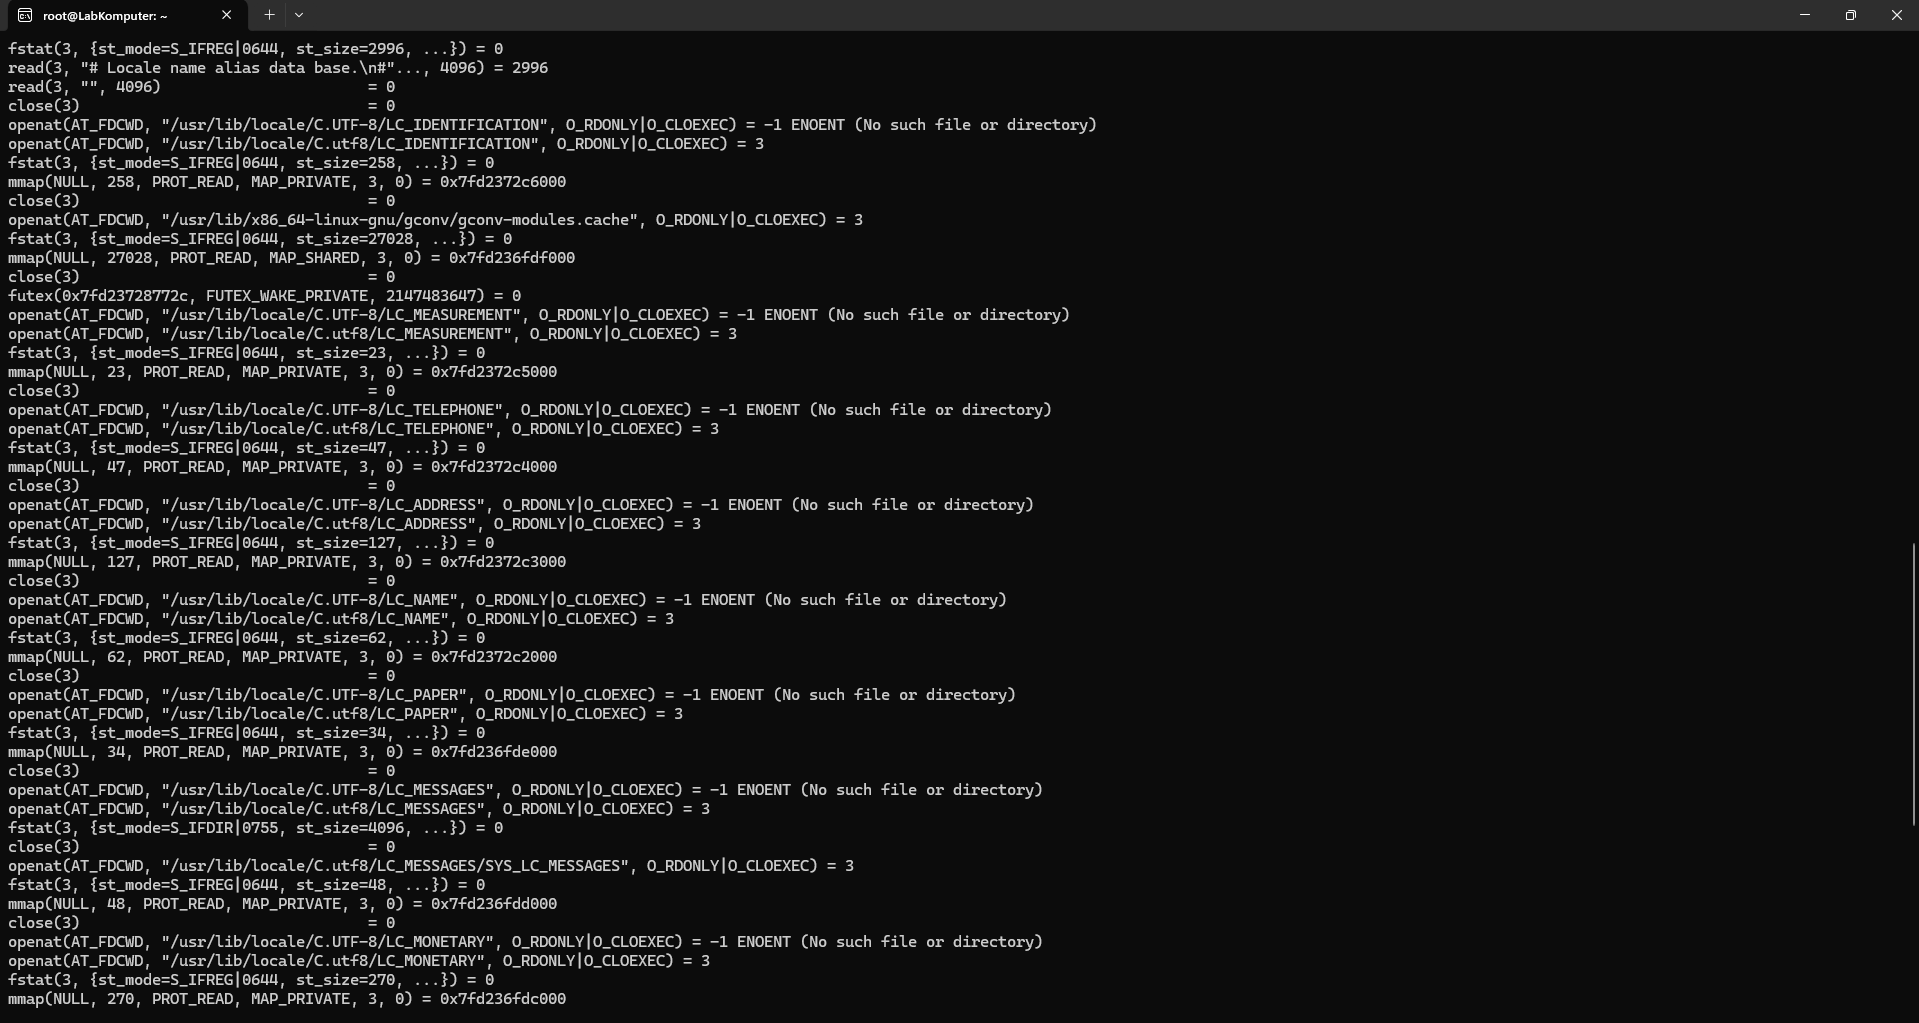 root@LabKomputer: ~
fstat(3, {st_mode=S_IFREG|0644, st_size=2996, ...}) = 0
read(3, "# Locale name alias data base.\n#"..., 4096) = 2996
read(3, "", 4096)                       = 0
close(3)                                = 0
openat(AT_FDCWD, "/usr/lib/locale/C.UTF-8/LC_IDENTIFICATION", O_RDONLY|O_CLOEXEC) = -1 ENOENT (No such file or directory)
openat(AT_FDCWD, "/usr/lib/locale/C.utf8/LC_IDENTIFICATION", O_RDONLY|O_CLOEXEC) = 3
fstat(3, {st_mode=S_IFREG|0644, st_size=258, ...}) = 0
mmap(NULL, 258, PROT_READ, MAP_PRIVATE, 3, 0) = 0x7fd2372c6000
close(3)                                = 0
openat(AT_FDCWD, "/usr/lib/x86_64-linux-gnu/gconv/gconv-modules.cache", O_RDONLY|O_CLOEXEC) = 3
fstat(3, {st_mode=S_IFREG|0644, st_size=27028, ...}) = 0
mmap(NULL, 27028, PROT_READ, MAP_SHARED, 3, 0) = 0x7fd236fdf000
close(3)                                = 0
futex(0x7fd23728772c, FUTEX_WAKE_PRIVATE, 2147483647) = 0
openat(AT_FDCWD, "/usr/lib/locale/C.UTF-8/LC_MEASUREMENT", O_RDONLY|O_CLOEXEC) = -1 ENOENT (No such file or directory)
openat(AT_FDCWD, "/usr/lib/locale/C.utf8/LC_MEASUREMENT", O_RDONLY|O_CLOEXEC) = 3
fstat(3, {st_mode=S_IFREG|0644, st_size=23, ...}) = 0
mmap(NULL, 23, PROT_READ, MAP_PRIVATE, 3, 0) = 0x7fd2372c5000
close(3)                                = 0
openat(AT_FDCWD, "/usr/lib/locale/C.UTF-8/LC_TELEPHONE", O_RDONLY|O_CLOEXEC) = -1 ENOENT (No such file or directory)
openat(AT_FDCWD, "/usr/lib/locale/C.utf8/LC_TELEPHONE", O_RDONLY|O_CLOEXEC) = 3
fstat(3, {st_mode=S_IFREG|0644, st_size=47, ...}) = 0
mmap(NULL, 47, PROT_READ, MAP_PRIVATE, 3, 0) = 0x7fd2372c4000
close(3)                                = 0
openat(AT_FDCWD, "/usr/lib/locale/C.UTF-8/LC_ADDRESS", O_RDONLY|O_CLOEXEC) = -1 ENOENT (No such file or directory)
openat(AT_FDCWD, "/usr/lib/locale/C.utf8/LC_ADDRESS", O_RDONLY|O_CLOEXEC) = 3
fstat(3, {st_mode=S_IFREG|0644, st_size=127, ...}) = 0
mmap(NULL, 127, PROT_READ, MAP_PRIVATE, 3, 0) = 0x7fd2372c3000
close(3)                                = 0
openat(AT_FDCWD, "/usr/lib/locale/C.UTF-8/LC_NAME", O_RDONLY|O_CLOEXEC) = -1 ENOENT (No such file or directory)
openat(AT_FDCWD, "/usr/lib/locale/C.utf8/LC_NAME", O_RDONLY|O_CLOEXEC) = 3
fstat(3, {st_mode=S_IFREG|0644, st_size=62, ...}) = 0
mmap(NULL, 62, PROT_READ, MAP_PRIVATE, 3, 0) = 0x7fd2372c2000
close(3)                                = 0
openat(AT_FDCWD, "/usr/lib/locale/C.UTF-8/LC_PAPER", O_RDONLY|O_CLOEXEC) = -1 ENOENT (No such file or directory)
openat(AT_FDCWD, "/usr/lib/locale/C.utf8/LC_PAPER", O_RDONLY|O_CLOEXEC) = 3
fstat(3, {st_mode=S_IFREG|0644, st_size=34, ...}) = 0
mmap(NULL, 34, PROT_READ, MAP_PRIVATE, 3, 0) = 0x7fd236fde000
close(3)                                = 0
openat(AT_FDCWD, "/usr/lib/locale/C.UTF-8/LC_MESSAGES", O_RDONLY|O_CLOEXEC) = -1 ENOENT (No such file or directory)
openat(AT_FDCWD, "/usr/lib/locale/C.utf8/LC_MESSAGES", O_RDONLY|O_CLOEXEC) = 3
fstat(3, {st_mode=S_IFDIR|0755, st_size=4096, ...}) = 0
close(3)                                = 0
openat(AT_FDCWD, "/usr/lib/locale/C.utf8/LC_MESSAGES/SYS_LC_MESSAGES", O_RDONLY|O_CLOEXEC) = 3
fstat(3, {st_mode=S_IFREG|0644, st_size=48, ...}) = 0
mmap(NULL, 48, PROT_READ, MAP_PRIVATE, 3, 0) = 0x7fd236fdd000
close(3)                                = 0
openat(AT_FDCWD, "/usr/lib/locale/C.UTF-8/LC_MONETARY", O_RDONLY|O_CLOEXEC) = -1 ENOENT (No such file or directory)
openat(AT_FDCWD, "/usr/lib/locale/C.utf8/LC_MONETARY", O_RDONLY|O_CLOEXEC) = 3
fstat(3, {st_mode=S_IFREG|0644, st_size=270, ...}) = 0
mmap(NULL, 270, PROT_READ, MAP_PRIVATE, 3, 0) = 0x7fd236fdc000